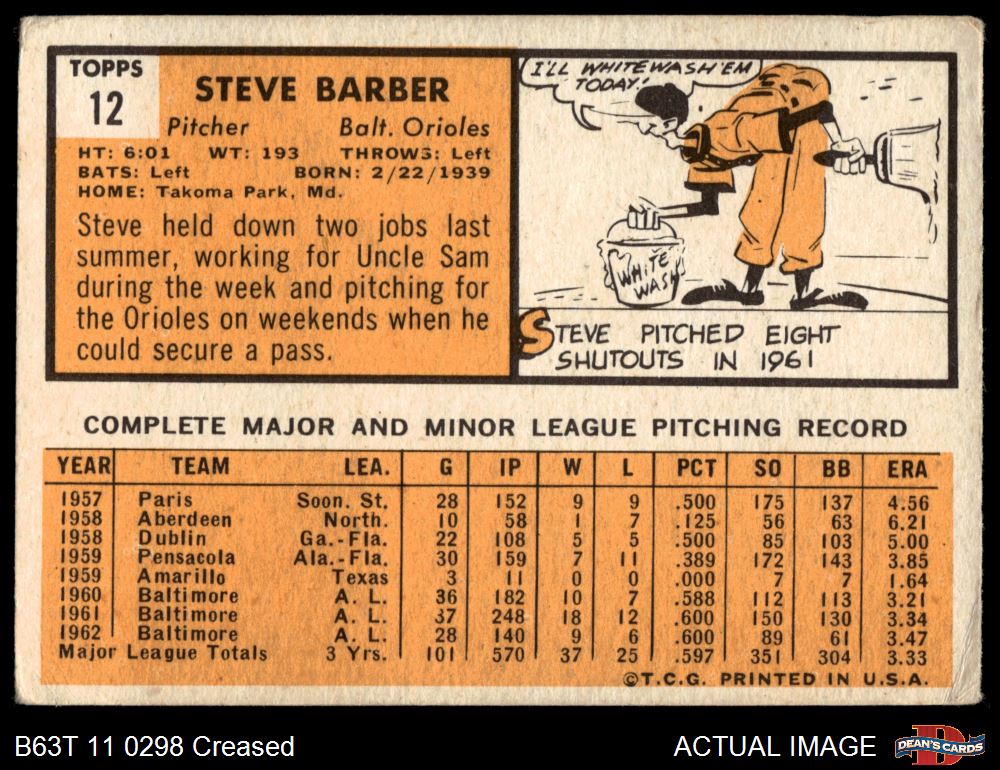 TOPPS
12
STEVE BARBER
Pitcher Balt. Orioles
HT: 6:01 WT: 193 THROWS: Left
BATS: Left BORN: 2/22/1939
HOME: Takoma Park, Md.
Steve held down two jobs last
summer, working for Uncle Sam
during the week and pitching for
the Orioles on weekends when he
could secure a pass.
I'LL WHITEWASH 'EM
TODAY!
WHITE
WASH
STEVE PITCHED EIGHT
SHUTOUTS IN 1961
COMPLETE MAJOR AND MINOR LEAGUE PITCHING RECORD
YEAR TEAM LEA. G IP W L PCT SO BB ERA
1957 Paris Soon. St. 28 152 9 9 .500 175 137 4.56
1958 Aberdeen North. 10 58 1 7 .125 56 63 6.21
1958 Dublin Ga.-Fla. 22 108 5 5 .500 85 103 5.00
1959 Pensacola Ala.-Fla. 30 159 7 11 .389 172 143 3.85
1959 Amarillo Texas 3 11 0 0 .000 7 7 1.64
1960 Baltimore A. L. 36 182 10 7 .588 112 113 3.21
1961 Baltimore A. L. 37 248 18 12 .600 150 130 3.34
1962 Baltimore A. L. 28 140 9 6 .600 89 61 3.47
Major League Totals 3 Yrs. 101 570 37 25 .597 351 304 3.33
©T.C.G. PRINTED IN U.S.A.
B63T 11 0298 Creased
ACTUAL IMAGE
D
DEAN'S CARDS